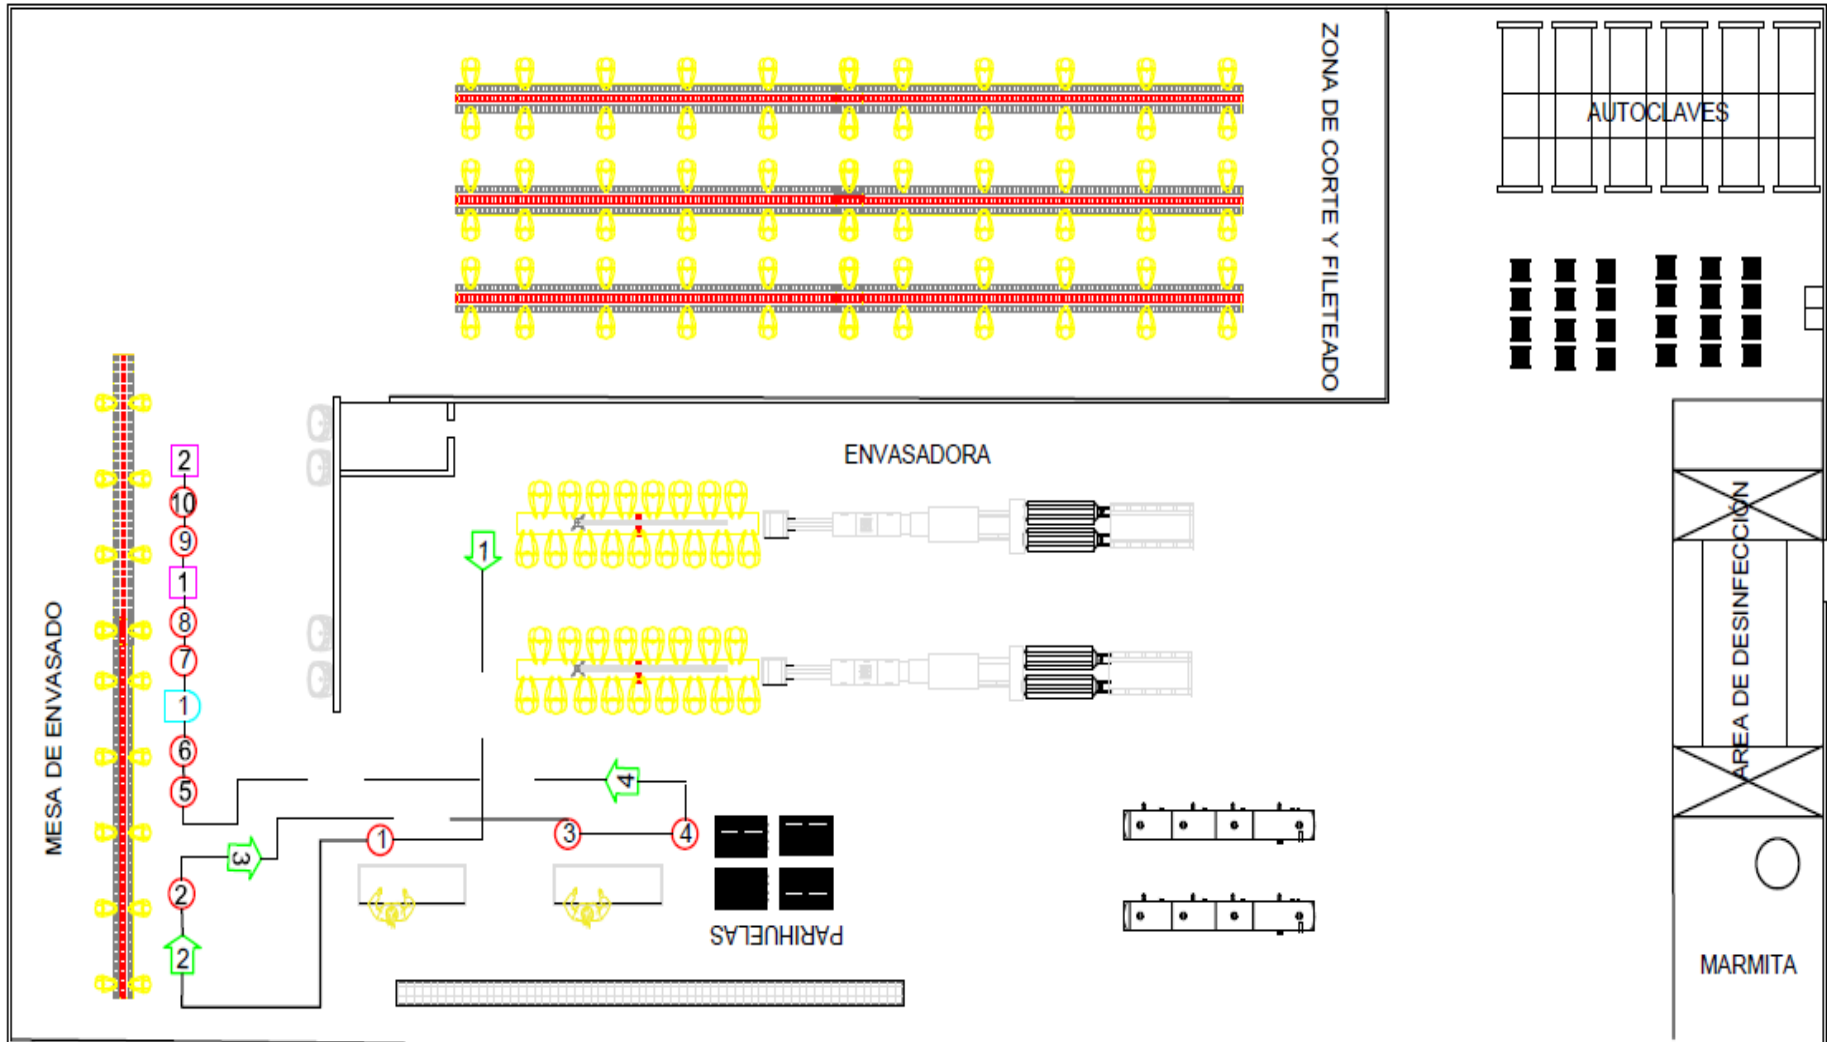 ZONA DE CORTE Y FILETEADO
AUTOCLAVES
ENVASADORA
2
10
9
1
8
7
1
6
5
1
4
3
1
3
4
2
2
MESA DE ENVASADO
PARIHUELAS
AREA DE DESINFECCIÓN
MARMITA